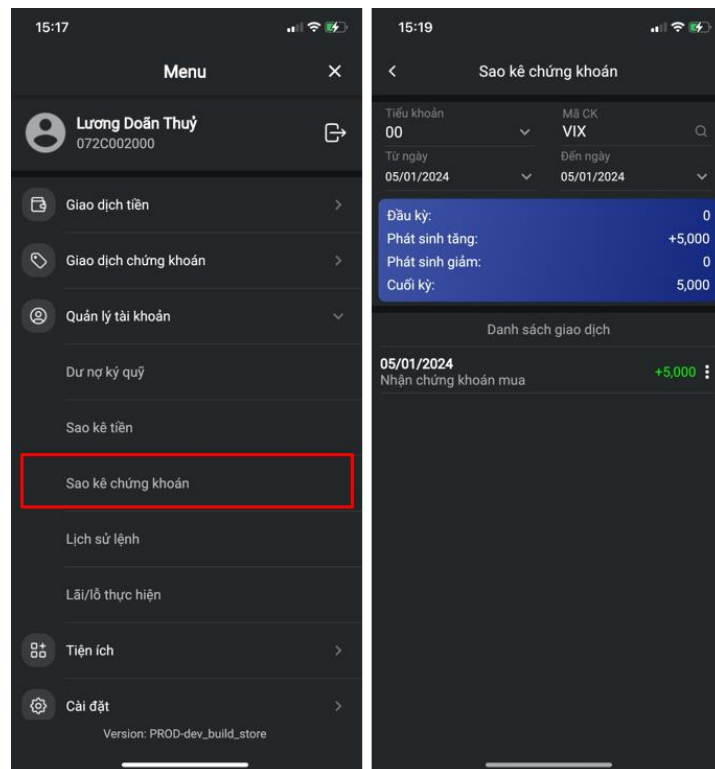 15:17
Menu
Lương Doãn Thuỷ
072C002000
Giao dịch tiền
Giao dịch chứng khoán
Quản lý tài khoản
Dư nợ ký quỹ
Sao kê tiền
Sao kê chứng khoán
Lịch sử lệnh
Lãi/lỗ thực hiện
Tiện ích
Cài đặt
Version: PROD-dev_build_store
15:19
Sao kê chứng khoán
Tiểu khoản Mã CK
00 VIX
Từ ngày Đến ngày
05/01/2024 05/01/2024
Đầu kỳ: 0
Phát sinh tăng: +5,000
Phát sinh giảm: 0
Cuối kỳ: 5,000
Danh sách giao dịch
05/01/2024
Nhận chứng khoán mua +5,000